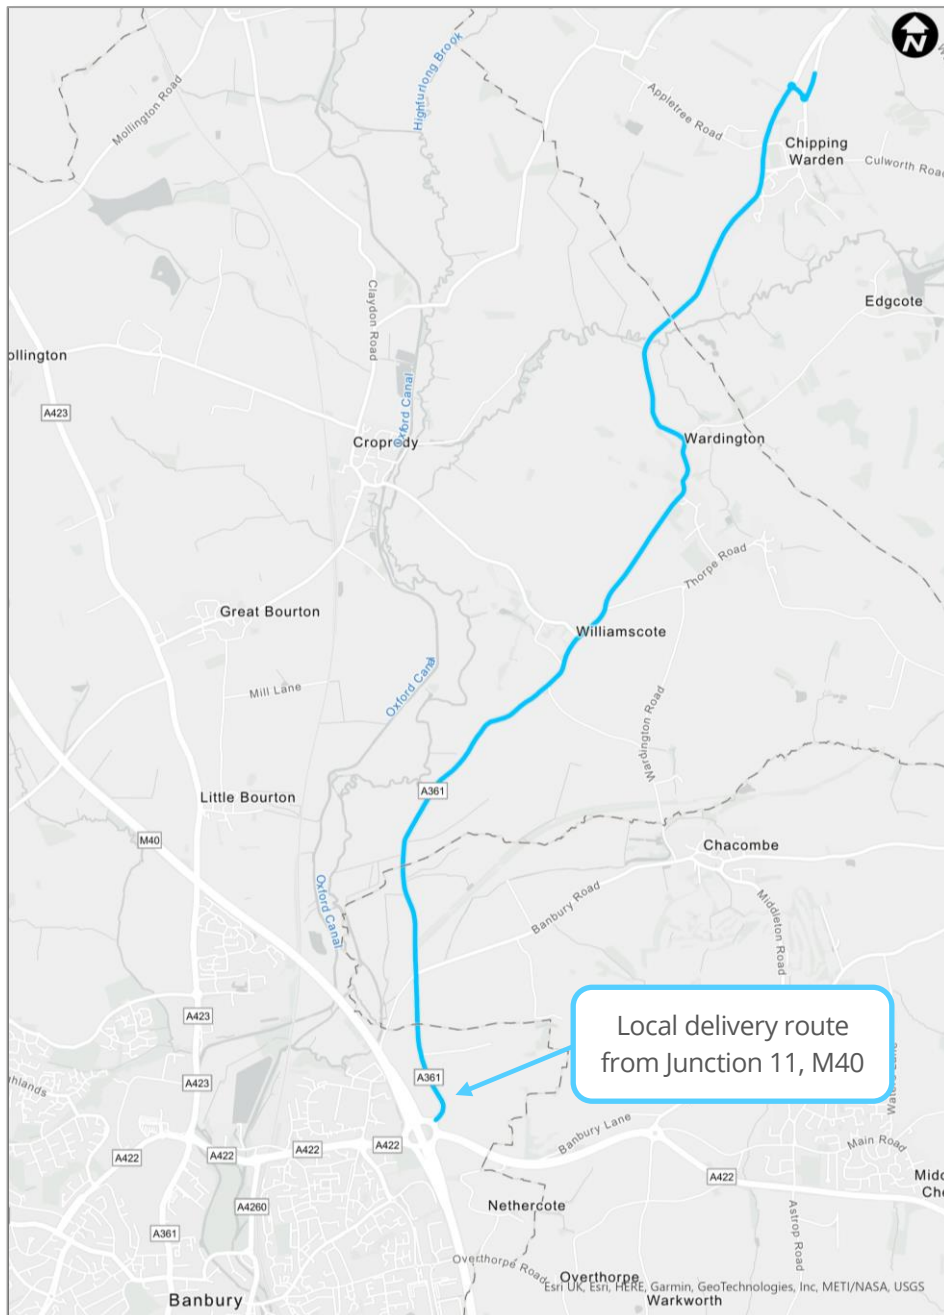 N
Highfurlong Brook
Mollington Road
Appletree Road
Chipping
Warden
Culworth Road
Edgcote
Claydon Road
ollington
A423
Oxford Canal
Cropredy
Wardington
Thorpe Road
Great Bourton
Williamscote
Mill Lane
Oxford Canal
Wardington Road
A361
Little Bourton
M40
Chacombe
Oxford Canal
Banbury Road
Middleton Road
Local delivery route
from Junction 11, M40
A423
A361
A423
Banbury Lane
Main Road
A422
A422
A422
A422
A422
Midd
Che
A4260
Nethercote
A361
Astrop Road
Overthorpe Road
Overthorpe
Esri UK, Esri, HERE, Garmin, GeoTechnologies, Inc, METI/NASA, USGS
Banbury
Warkworth